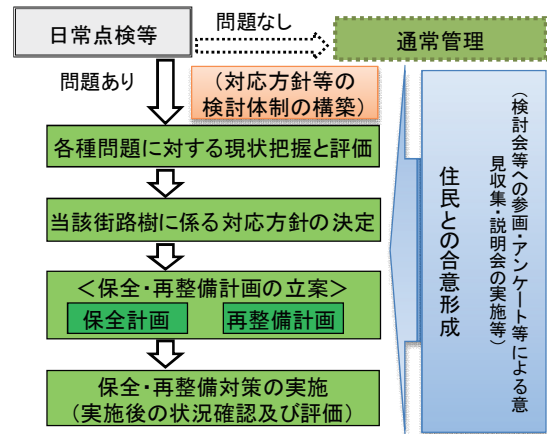 日常点検等
問題なし
通常管理
問題あり
(対応方針等の
検討体制の構築)
各種問題に対する現状把握と評価
当該街路樹に係る対応方針の決定
<保全・再整備計画の立案>
保全計画
再整備計画
保全・再整備対策の実施
(実施後の状況確認及び評価)
住民との合意形成
(検討会等への参画・アンケート等による意
見収集・説明会の実施等)